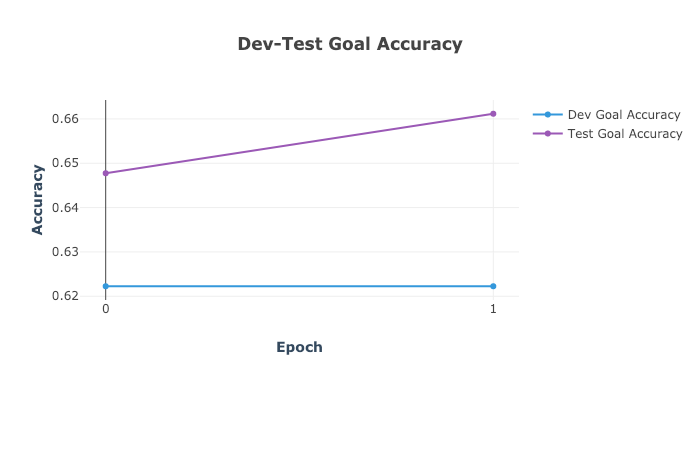 Dev-Test Goal Accuracy
Dev Goal Accuracy
Test Goal Accuracy
Accuracy
0.66
0.65
0.64
0.63
0.62
0
1
Epoch